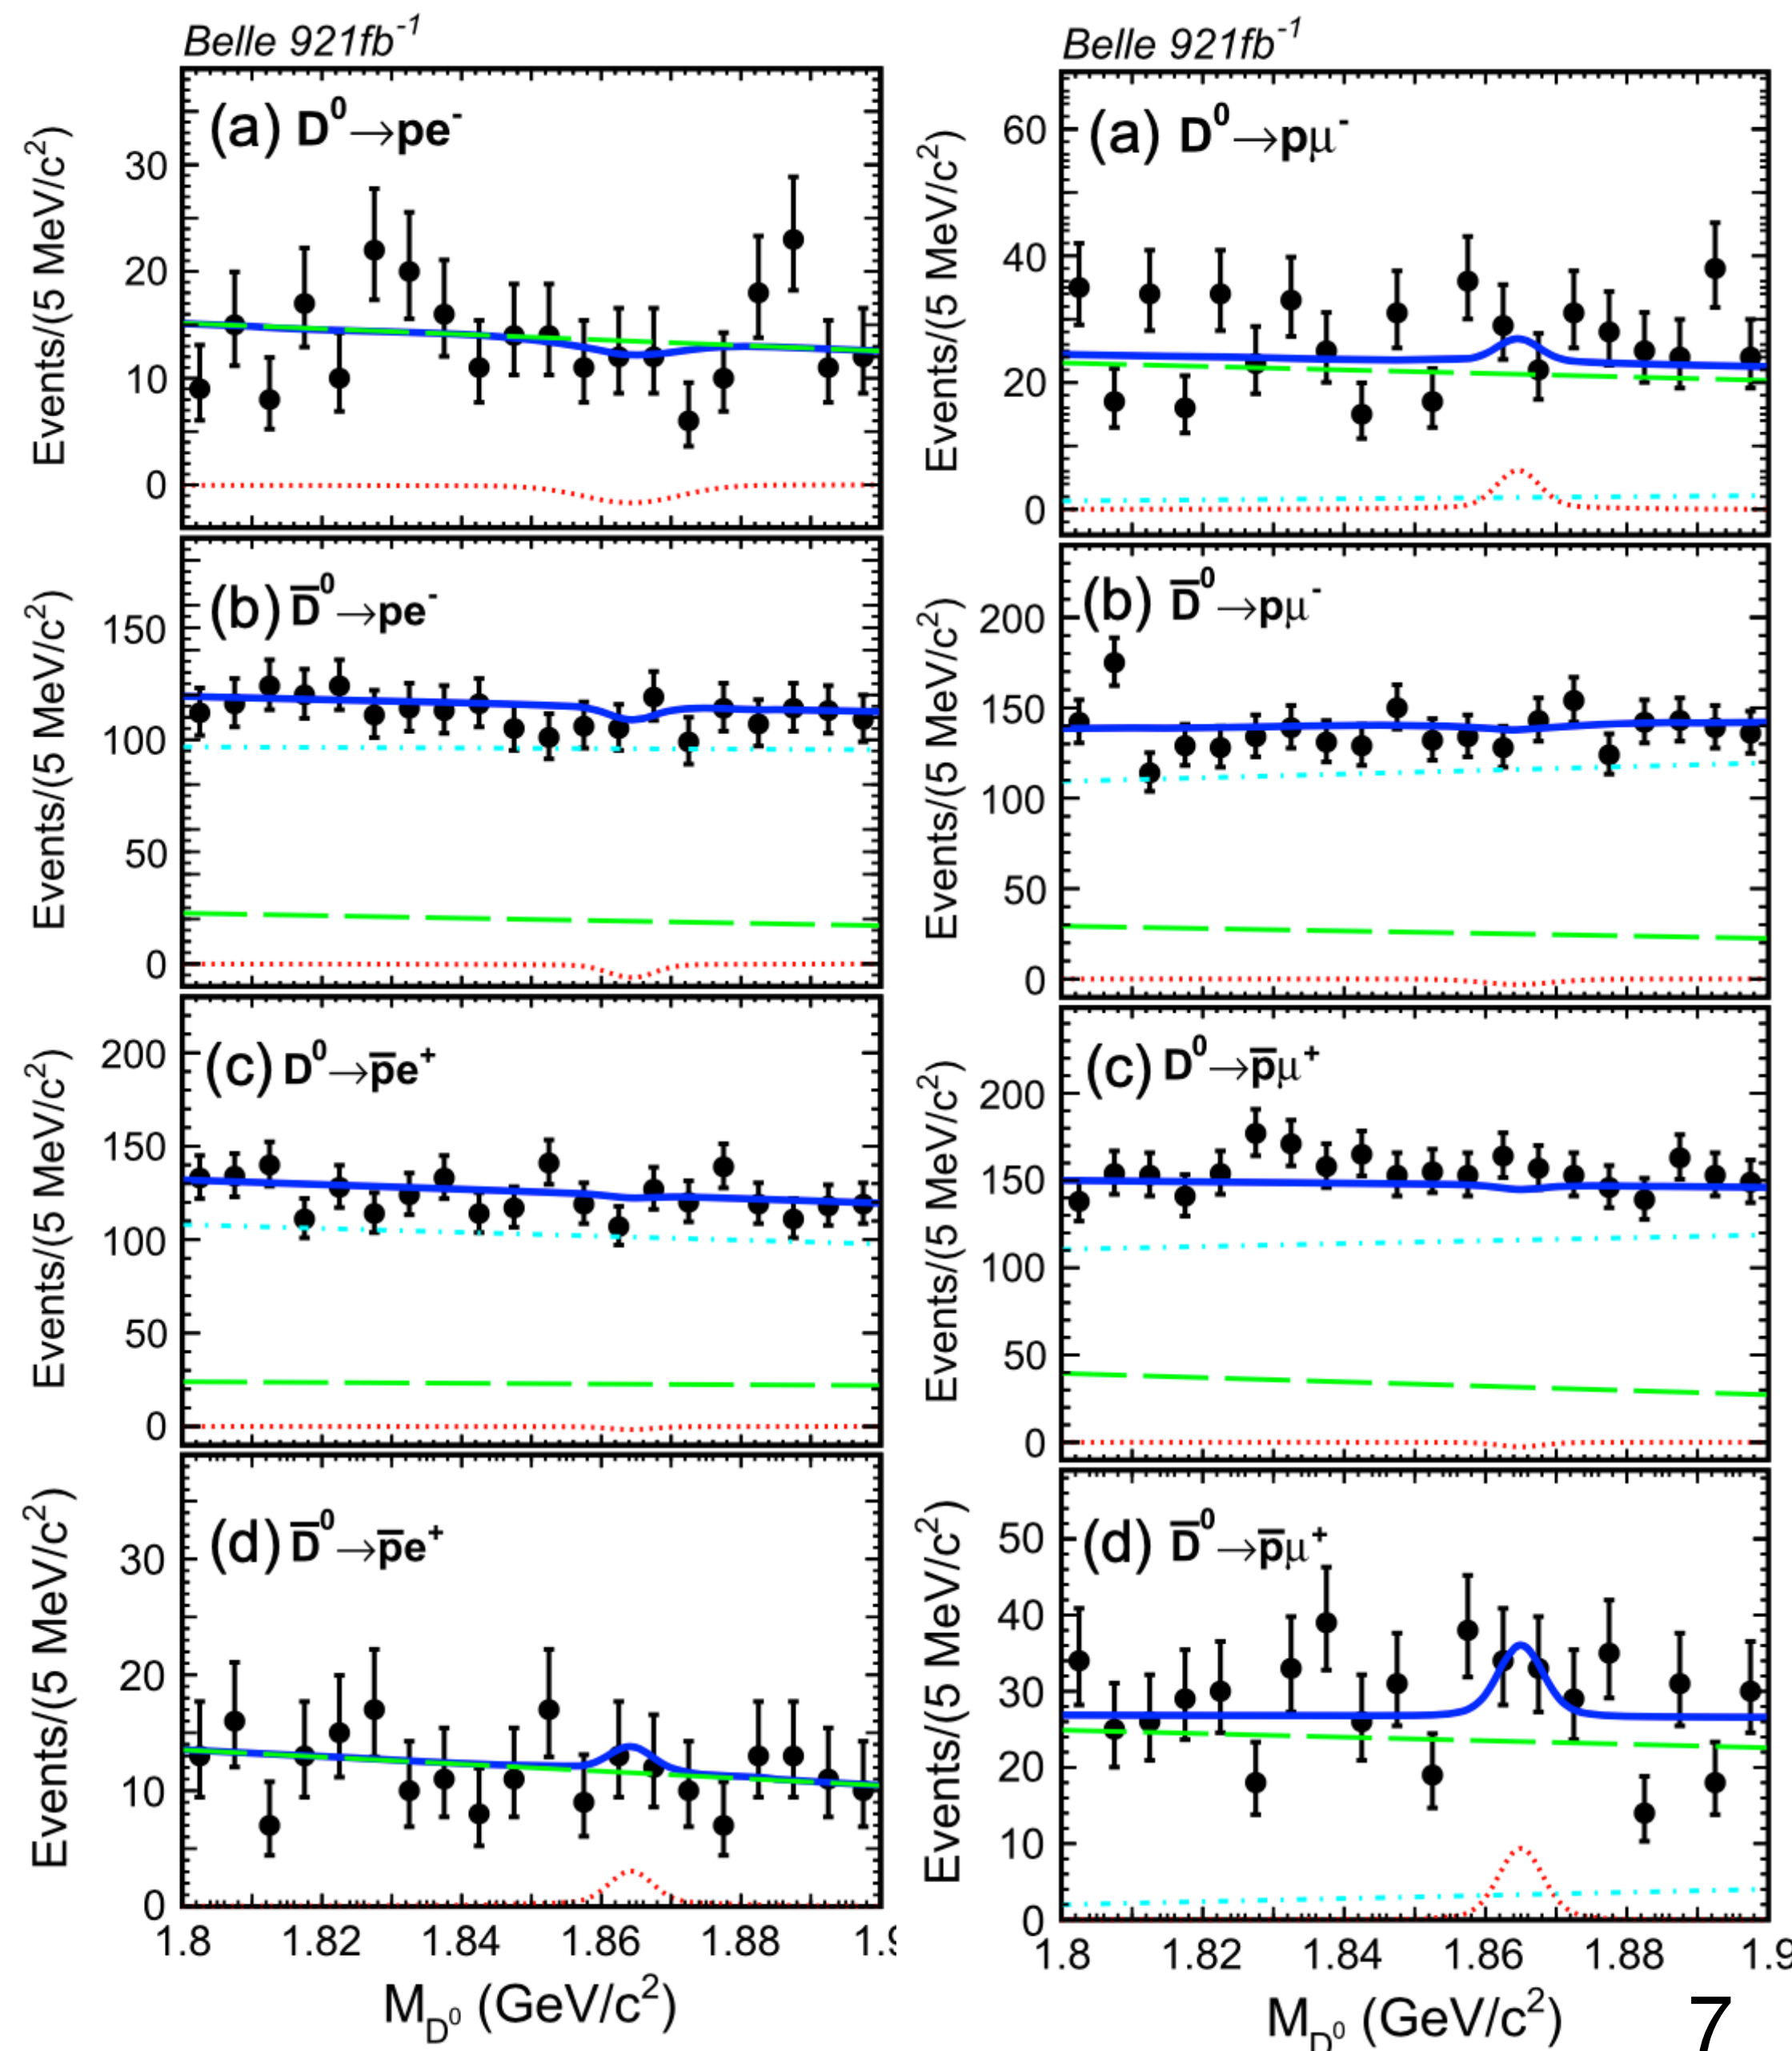 Belle 921fb⁻¹
(a) D⁰→pe⁻
Events/(5 MeV/c²)
30
20
10
0
(b) D̅⁰→pe⁻
Events/(5 MeV/c²)
150
100
50
0
(c) D⁰→p̅e⁺
Events/(5 MeV/c²)
200
150
100
50
0
(d) D̅⁰→p̅e⁺
Events/(5 MeV/c²)
30
20
10
0
1.8 1.82 1.84 1.86 1.88
M_D⁰ (GeV/c²)
Belle 921fb⁻¹
(a) D⁰→pμ⁻
Events/(5 MeV/c²)
60
40
20
0
(b) D̅⁰→pμ⁻
Events/(5 MeV/c²)
200
150
100
50
0
(c) D⁰→p̅μ⁺
Events/(5 MeV/c²)
200
150
100
50
0
(d) D̅⁰→p̅μ⁺
Events/(5 MeV/c²)
50
40
30
20
10
0
1.8 1.82 1.84 1.86 1.88 1.9
M_D⁰ (GeV/c²)
7